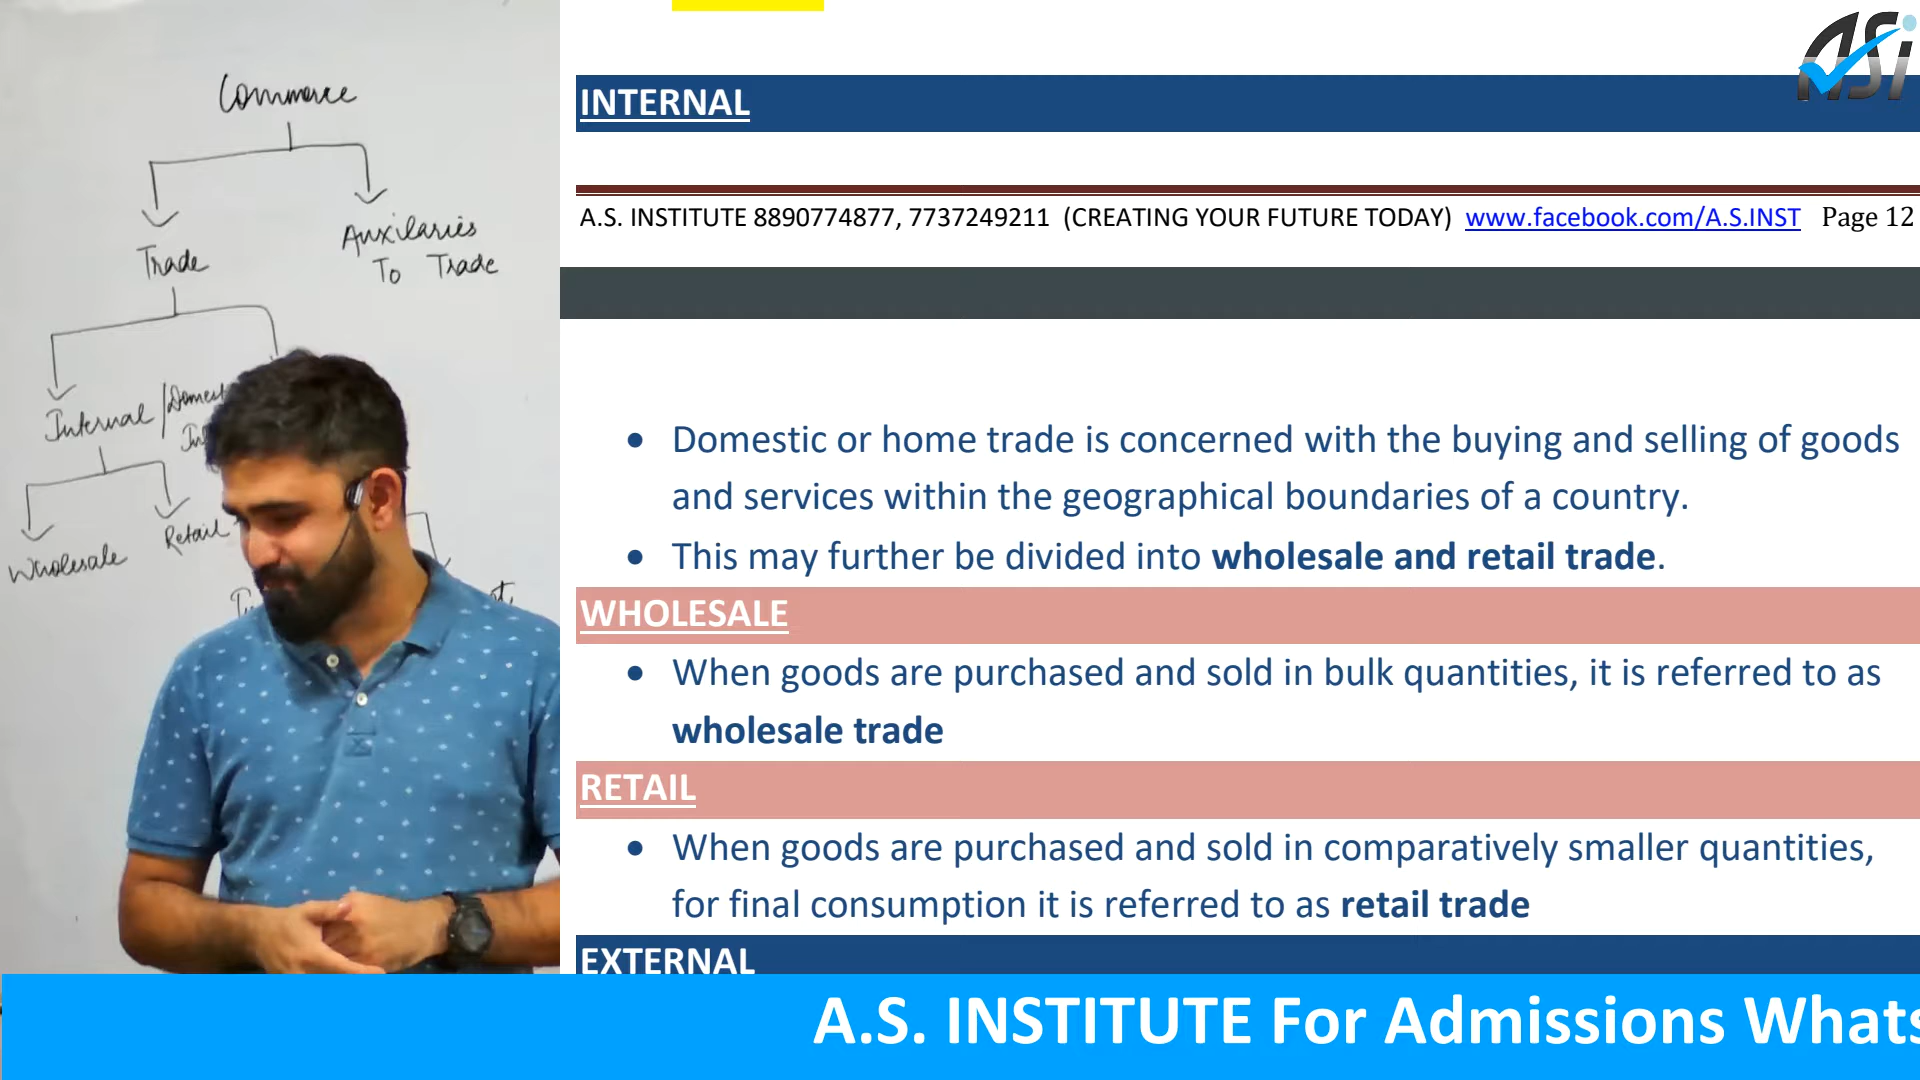 Commerce
Trade
Auxilaries
To Trade
Internal
Wholesale
Retail
ASi
INTERNAL
A.S. INSTITUTE 8890774877, 7737249211 (CREATING YOUR FUTURE TODAY) www.facebook.com/A.S.INST Page 12
• Domestic or home trade is concerned with the buying and selling of goods
and services within the geographical boundaries of a country.
• This may further be divided into wholesale and retail trade.
WHOLESALE
• When goods are purchased and sold in bulk quantities, it is referred to as
wholesale trade
RETAIL
• When goods are purchased and sold in comparatively smaller quantities,
for final consumption it is referred to as retail trade
EXTERNAL
A.S. INSTITUTE For Admissions Whats